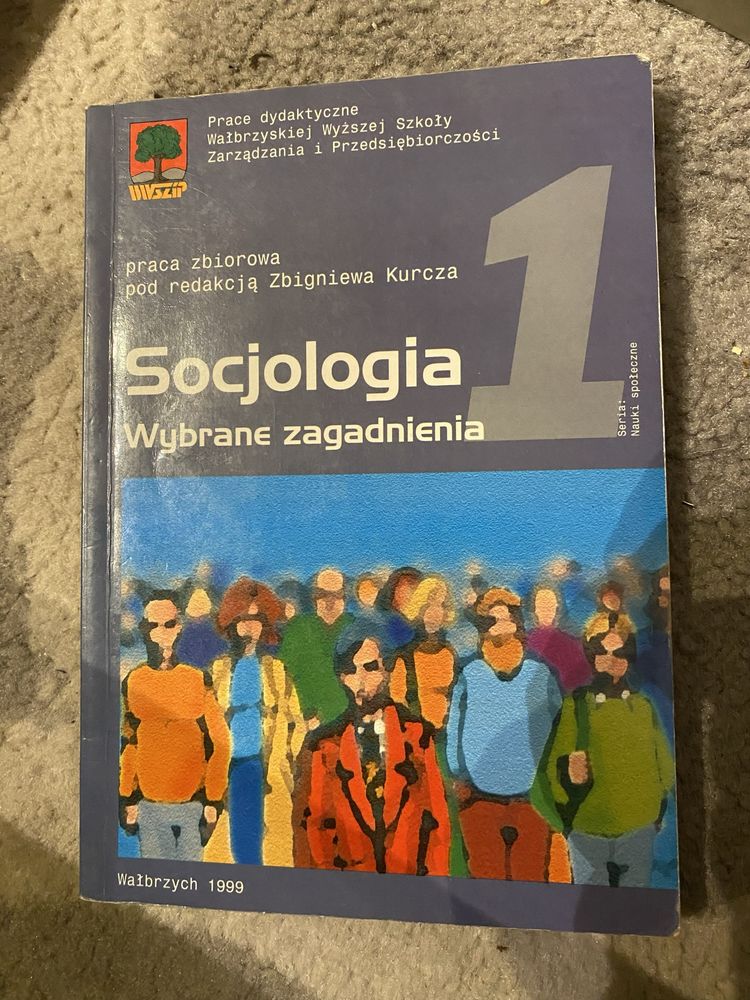 Prace dydaktyczne
Wałbrzyskiej Wyższej Szkoły
Zarządzania i Przedsiębiorczości
WWSZiP
praca zbiorowa
pod redakcją Zbigniewa Kurcza
1
Socjologia
Wybrane zagadnienia
Seria:
Nauki społeczne
Wałbrzych 1999